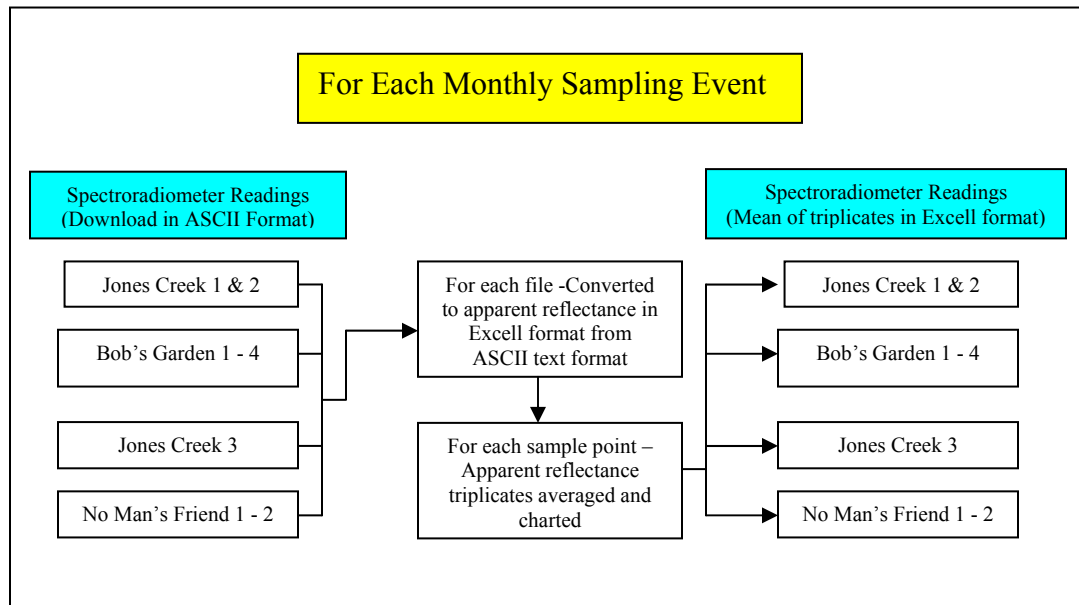 For Each Monthly Sampling Event
Spectroradiometer Readings
(Download in ASCII Format)
Jones Creek 1 & 2
Bob's Garden 1 - 4
Jones Creek 3
No Man's Friend 1 - 2
For each file -Converted
to apparent reflectance in
Excell format from
ASCII text format
For each sample point –
Apparent reflectance
triplicates averaged and
charted
Spectroradiometer Readings
(Mean of triplicates in Excell format)
Jones Creek 1 & 2
Bob's Garden 1 - 4
Jones Creek 3
No Man's Friend 1 - 2